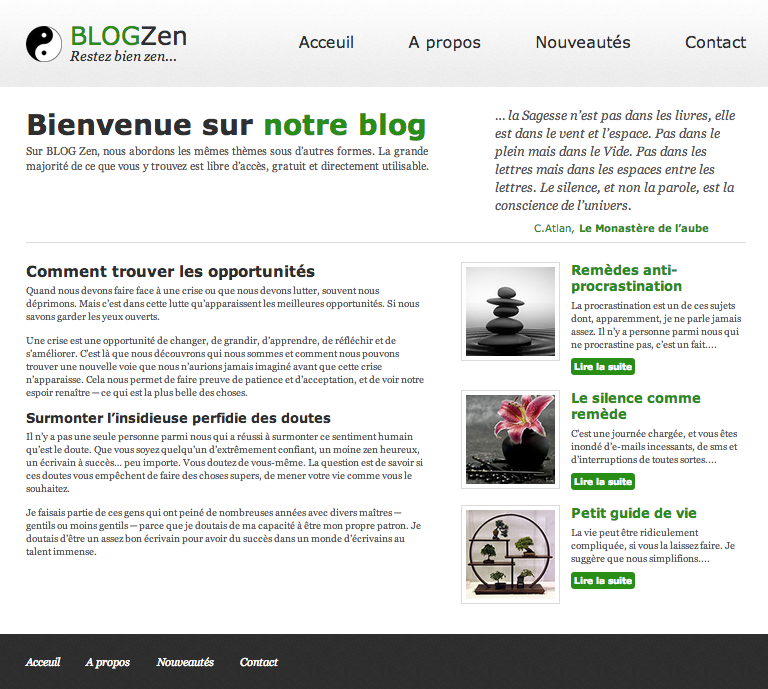 BLOGZen
Restez bien zen...
Acceuil
A propos
Nouveautés
Contact
Bienvenue sur notre blog
Sur BLOG Zen, nous abordons les mêmes thèmes sous d'autres formes. La grande
majorité de ce que vous y trouvez est libre d'accès, gratuit et directement utilisable.
... la Sagesse n'est pas dans les livres, elle
est dans le vent et l'espace. Pas dans le
plein mais dans le Vide. Pas dans les
lettres mais dans les espaces entre les
lettres. Le silence, et non la parole, est la
conscience de l'univers.
C.Atlan, Le Monastère de l'aube
Comment trouver les opportunités
Quand nous devons faire face à une crise ou que nous devons lutter, souvent nous
déprimons. Mais c'est dans cette lutte qu'apparaissent les meilleures opportunités. Si nous
savons garder les yeux ouverts.
Une crise est une opportunité de changer, de grandir, d'apprendre, de réfléchir et de
s'améliorer. C'est là que nous découvrons qui nous sommes et comment nous pouvons
trouver une nouvelle voie que nous n'aurions jamais imaginé avant que cette crise
n'apparaisse. Cela nous permet de faire preuve de patience et d'acceptation, et de voir notre
espoir renaître — ce qui est la plus belle des choses.
Surmonter l'insidieuse perfidie des doutes
Il n'y a pas une seule personne parmi nous qui a réussi à surmonter ce sentiment humain
qu'est le doute. Que vous soyez quelqu'un d'extrêmement confiant, un moine zen heureux,
un écrivain à succès... peu importe. Vous doutez de vous-même. La question est de savoir si
ces doutes vous empêchent de faire des choses supers, de mener votre vie comme vous le
souhaitez.
Je faisais partie de ces gens qui ont peiné de nombreuses années avec divers maîtres —
gentils ou moins gentils — parce que je doutais de ma capacité à être mon propre patron. Je
doutais d'être un assez bon écrivain pour avoir du succès dans un monde d'écrivains au
talent immense.
Remèdes anti-
procrastination
La procrastination est un de ces sujets
dont, apparemment, je ne parle jamais
assez. Il n'y a personne parmi nous qui
ne procrastine pas, c'est un fait....
Lire la suite
Le silence comme
remède
C'est une journée chargée, et vous êtes
inondé d'e-mails incessants, de sms et
d'interruptions de toutes sortes....
Lire la suite
Petit guide de vie
La vie peut être ridiculement
compliquée, si vous la laissez faire. Je
suggère que nous simplifions....
Lire la suite
Acceuil
A propos
Nouveautés
Contact